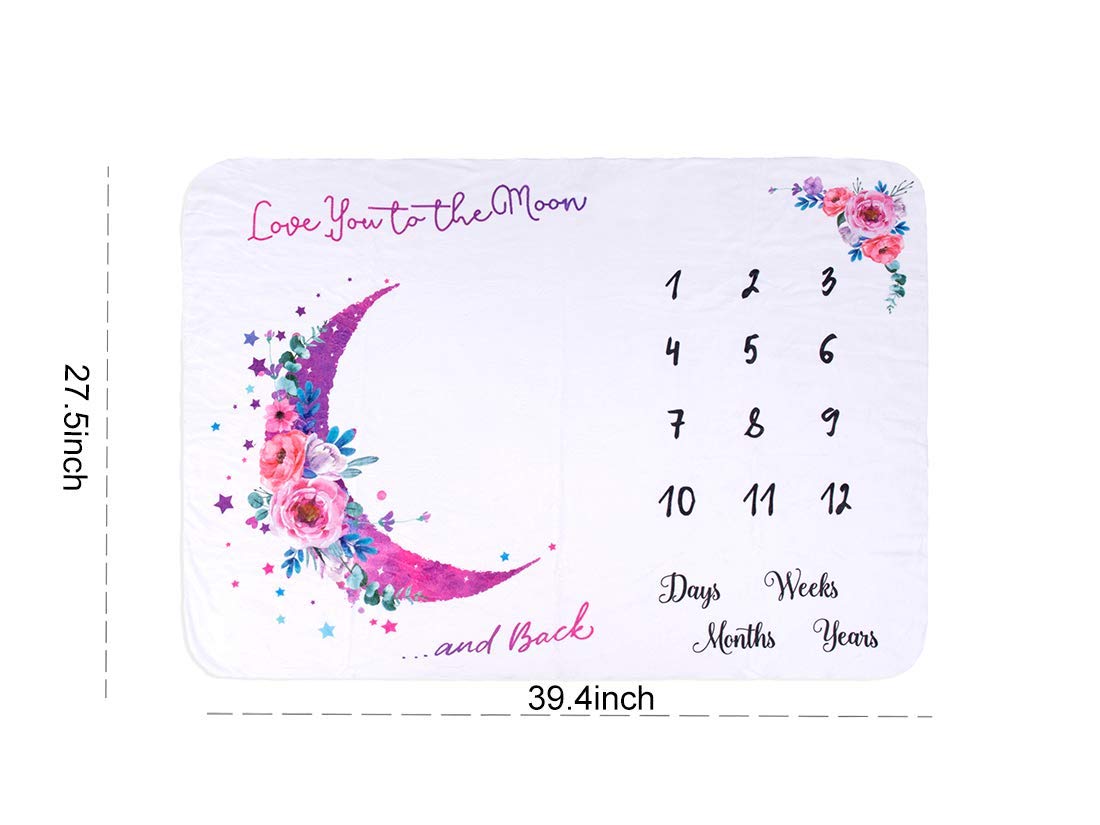 Love You to the Moon
1 2 3
4 5 6
7 8 9
10 11 12
Days Weeks
Months Years
...and Back
27.5inch
39.4inch